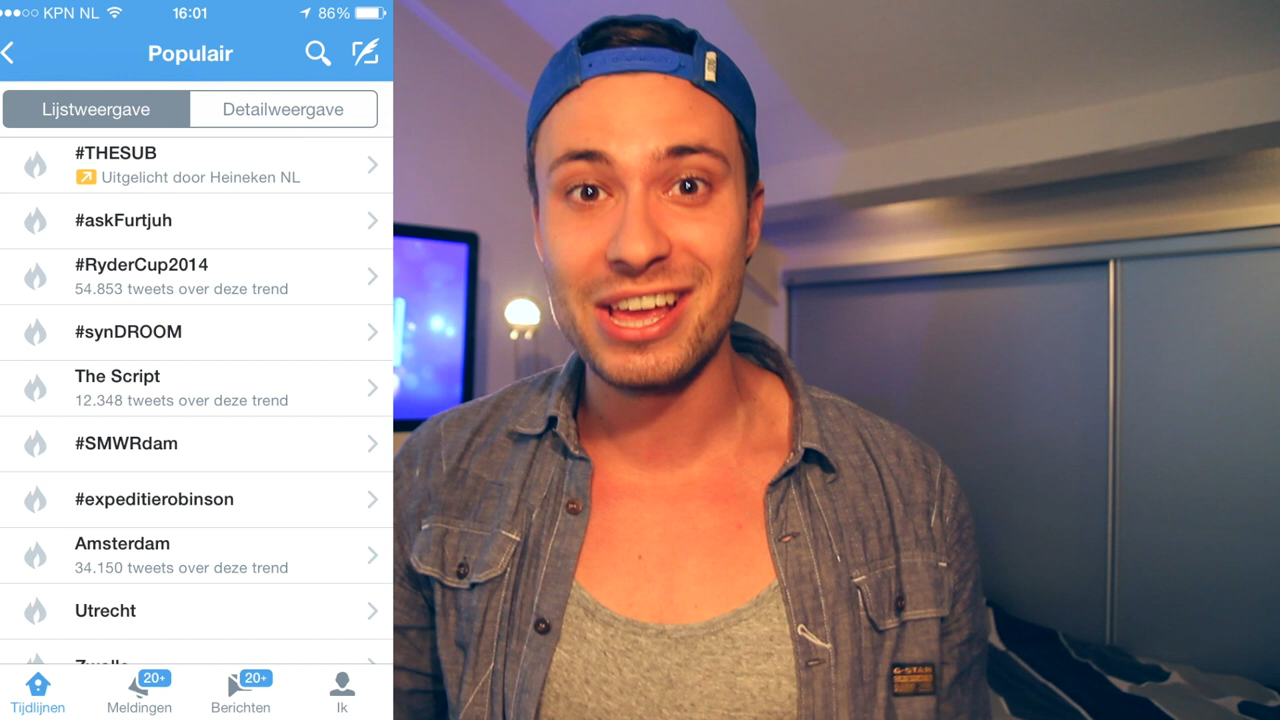 KPN NL 16:01 86%
Populair
Lijstweergave Detailweergave
#THESUB
Uitgelicht door Heineken NL
#askFurtjuh
#RyderCup2014
54.853 tweets over deze trend
#synDROOM
The Script
12.348 tweets over deze trend
#SMWRdam
#expeditierobinson
Amsterdam
34.150 tweets over deze trend
Utrecht
20+ 20+
Tijdlijnen Meldingen Berichten Ik
G-STAR